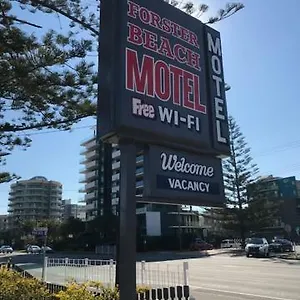 FORSTER
BEACH
MOTEL
Free WI-FI
MOTEL
Welcome
VACANCY